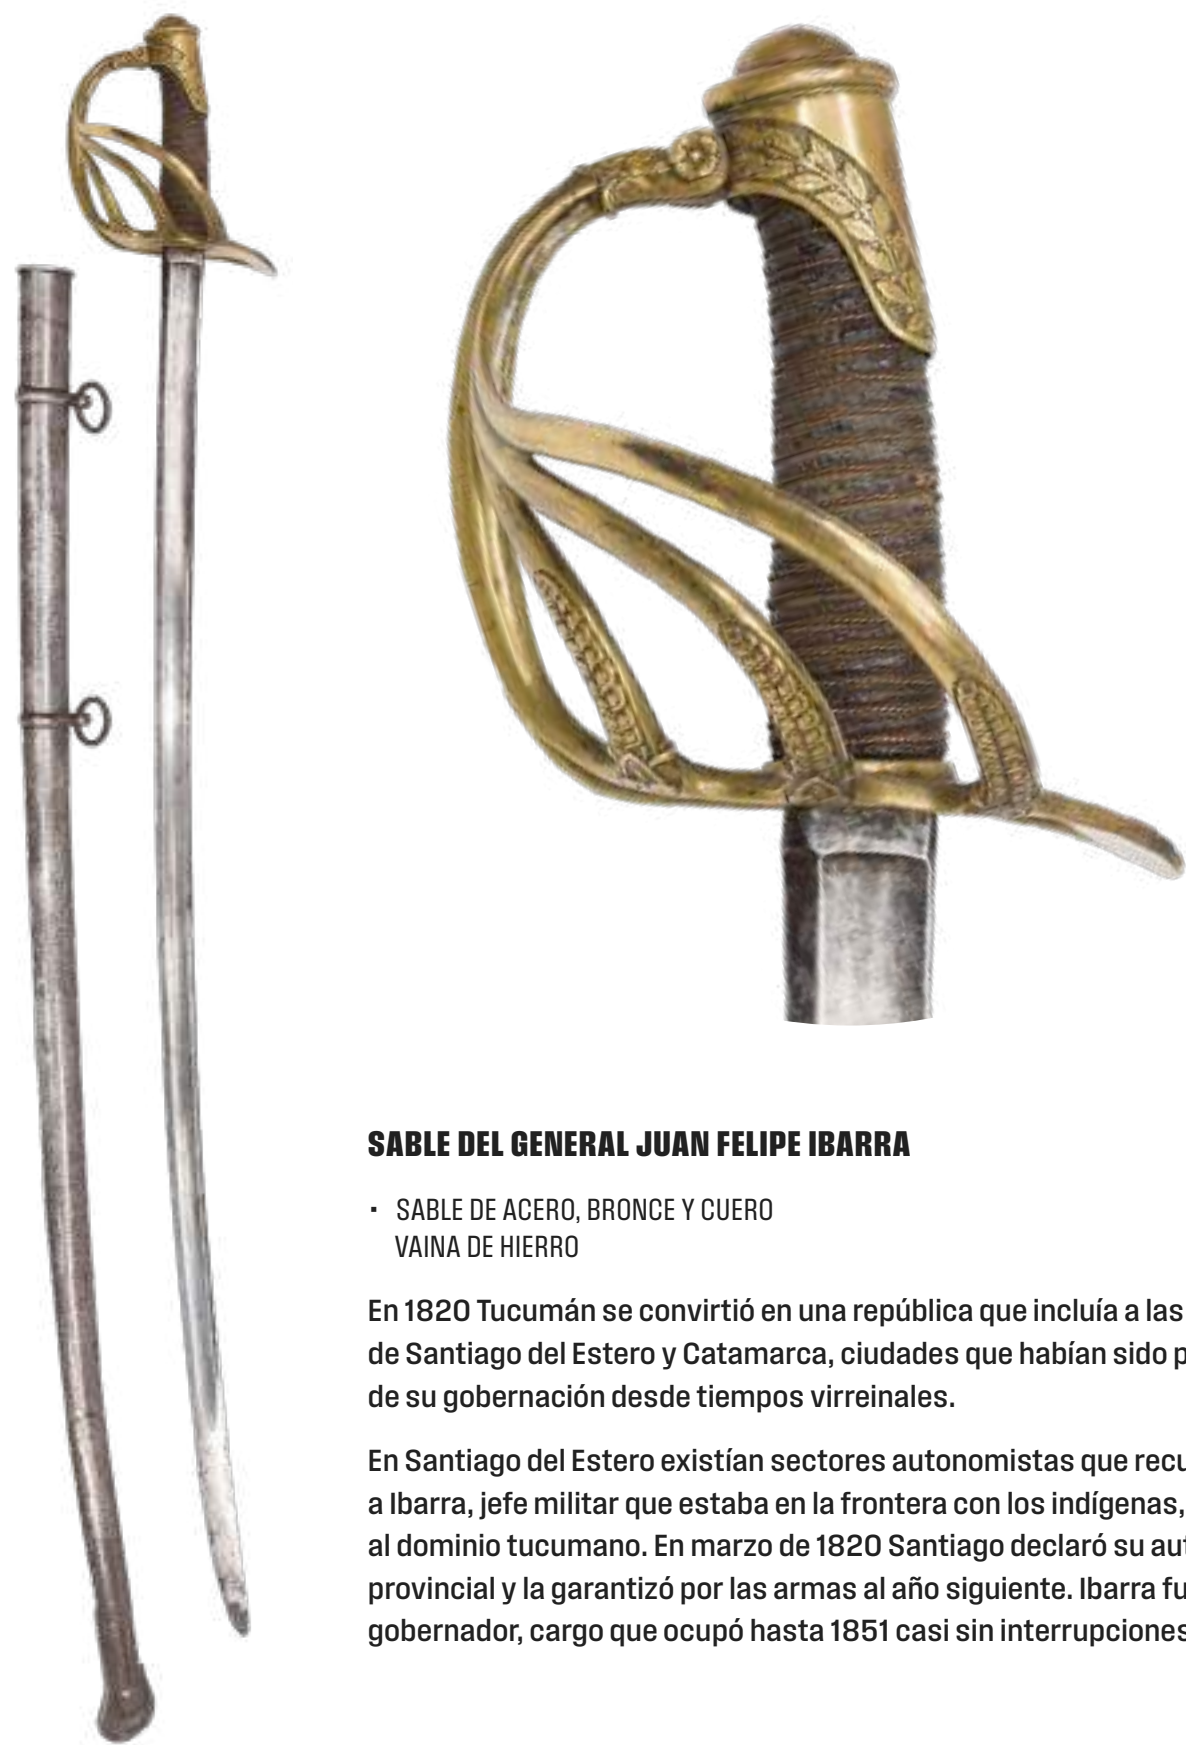 SABLE DEL GENERAL JUAN FELIPE IBARRA
· SABLE DE ACERO, BRONCE Y CUERO
VAINA DE HIERRO
En 1820 Tucumán se convirtió en una república que incluía a las
de Santiago del Estero y Catamarca, ciudades que habían sido
de su gobernación desde tiempos virreinales.
En Santiago del Estero existían sectores autonomistas que
a Ibarra, jefe militar que estaba en la frontera con los indígenas,
al dominio tucumano. En marzo de 1820 Santiago declaró su
provincial y la garantizó por las armas al año siguiente. Ibarra
gobernador, cargo que ocupó hasta 1851 casi sin interrupciones